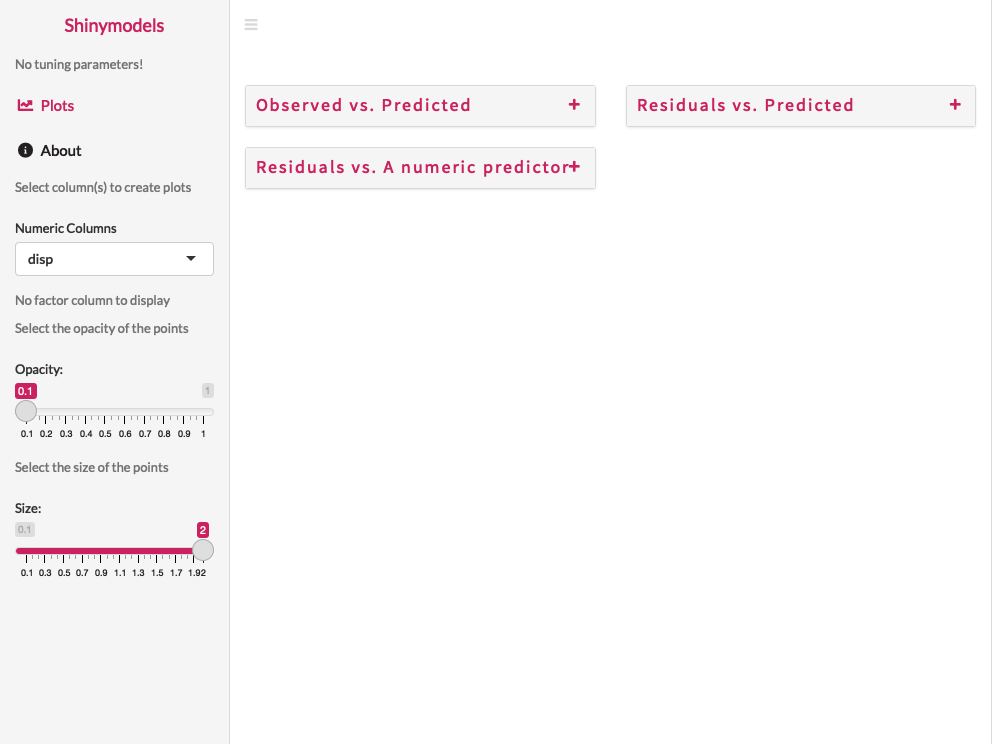 Shinymodels
No tuning parameters!
Plots
About
Select column(s) to create plots
Numeric Columns
disp
No factor column to display
Select the opacity of the points
Opacity:
0.1 1
0.1 0.2 0.3 0.4 0.5 0.6 0.7 0.8 0.9 1
Select the size of the points
Size:
0.1 2
0.1 0.3 0.5 0.7 0.9 1.1 1.3 1.5 1.7 1.92
Observed vs. Predicted
Residuals vs. Predicted
Residuals vs. A numeric predictor